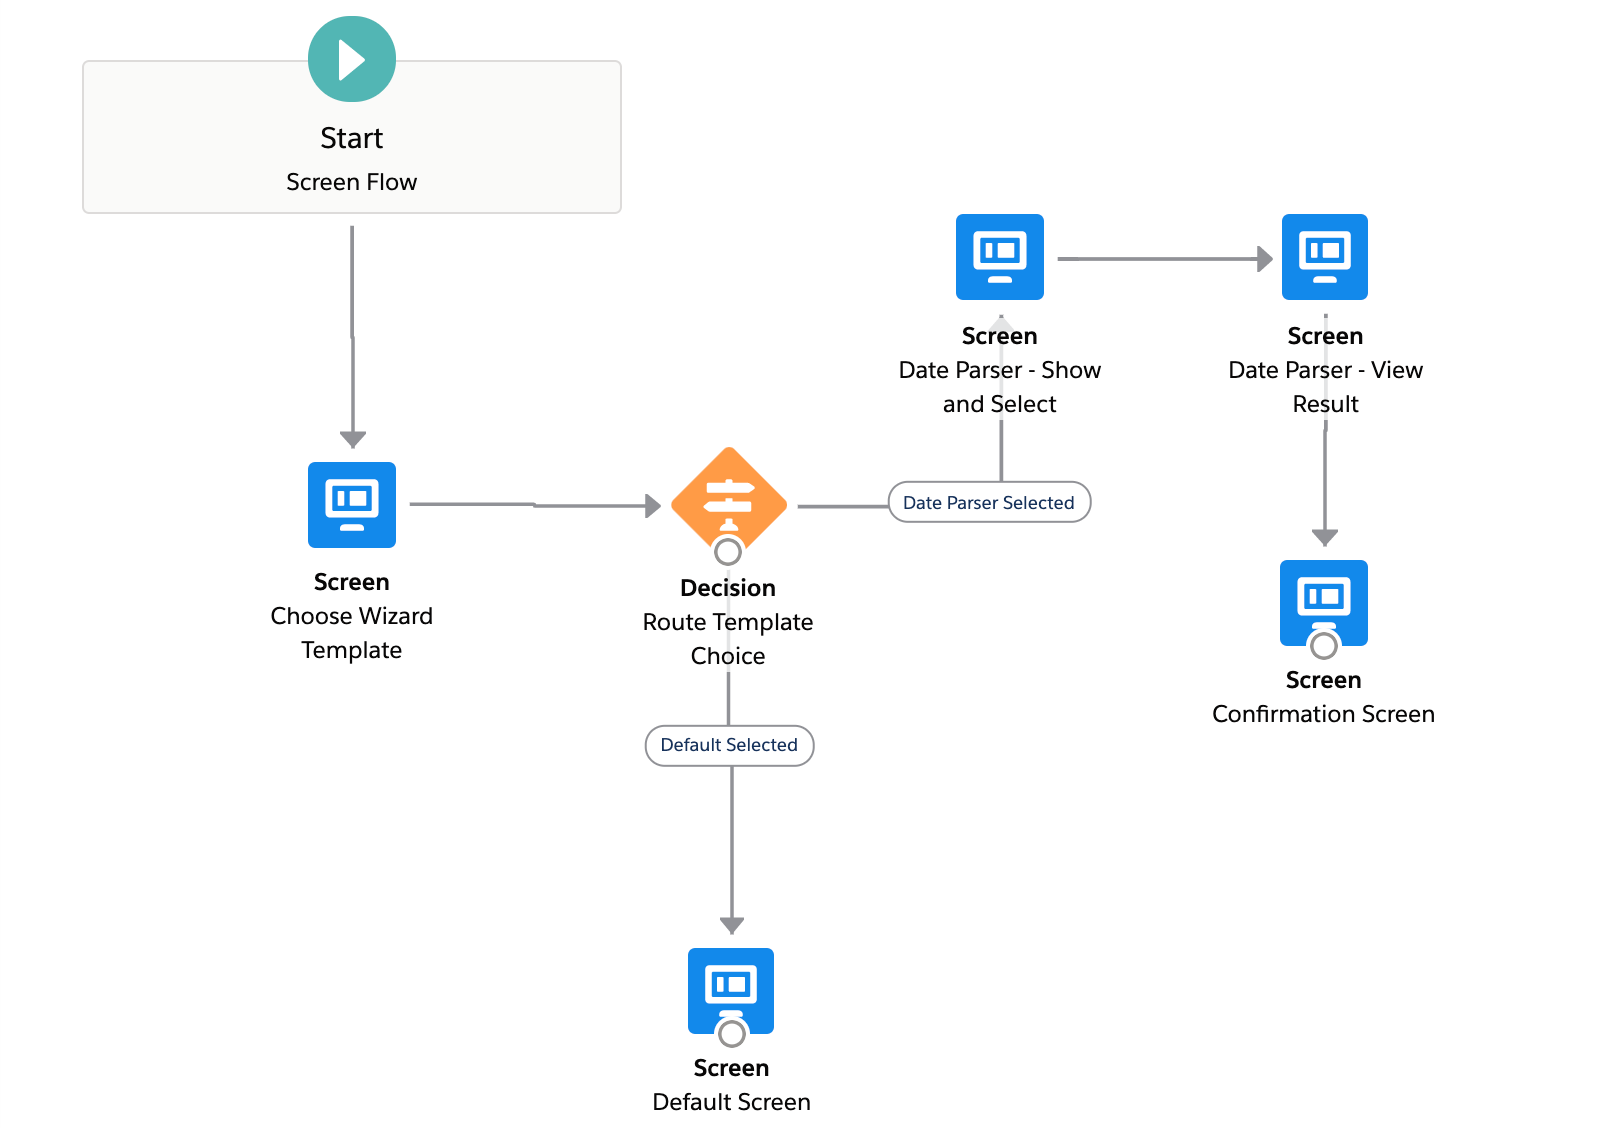 Start
Screen Flow
Screen
Date Parser - Show
and Select
Screen
Date Parser - View
Result
Date Parser Selected
Screen
Choose Wizard
Template
Decision
Route Template
Choice
Screen
Confirmation Screen
Default Selected
Screen
Default Screen